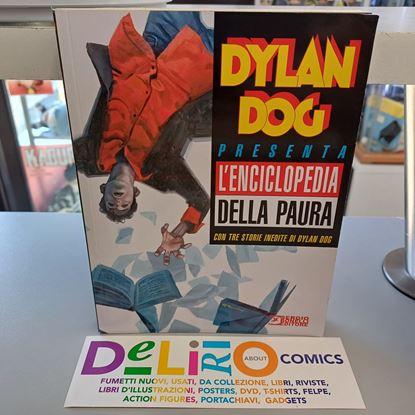 DYLAN
DOG
PRESENTA
L'ENCICLOPEDIA
DELLA PAURA
CON TRE STORIE INEDITE DI DYLAN DOG
SERGIO
BONELLI
EDITORE
DeLiRiO ABOUT COMICS
FUMETTI NUOVI, USATI, DA COLLEZIONE, LIBRI, RIVISTE,
LIBRI D'ILLUSTRAZIONI, POSTERS, DVD, T-SHIRTS, FELPE,
ACTION FIGURES, PORTACHIAVI, GADGETS